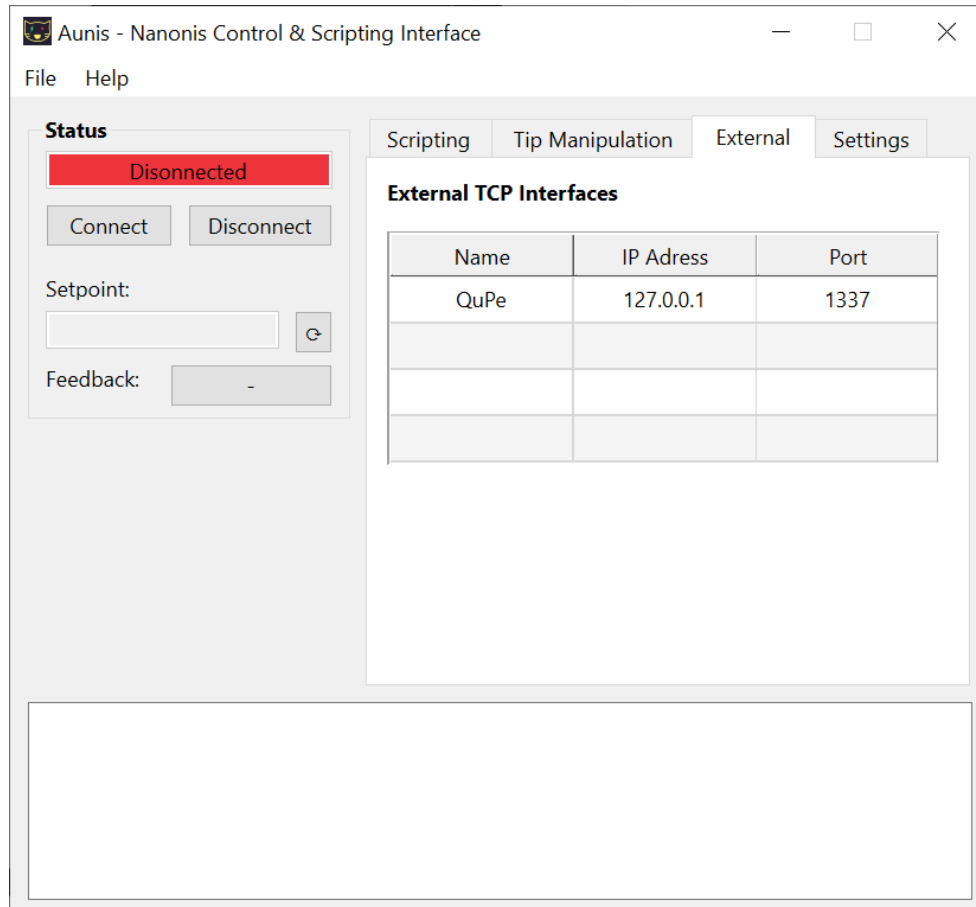 Aunis - Nanonis Control & Scripting Interface
File Help
Status
Disonnected
Connect Disconnect
Setpoint:
Feedback: -
Scripting Tip Manipulation External Settings
External TCP Interfaces
Name IP Adress Port
QuPe 127.0.0.1 1337